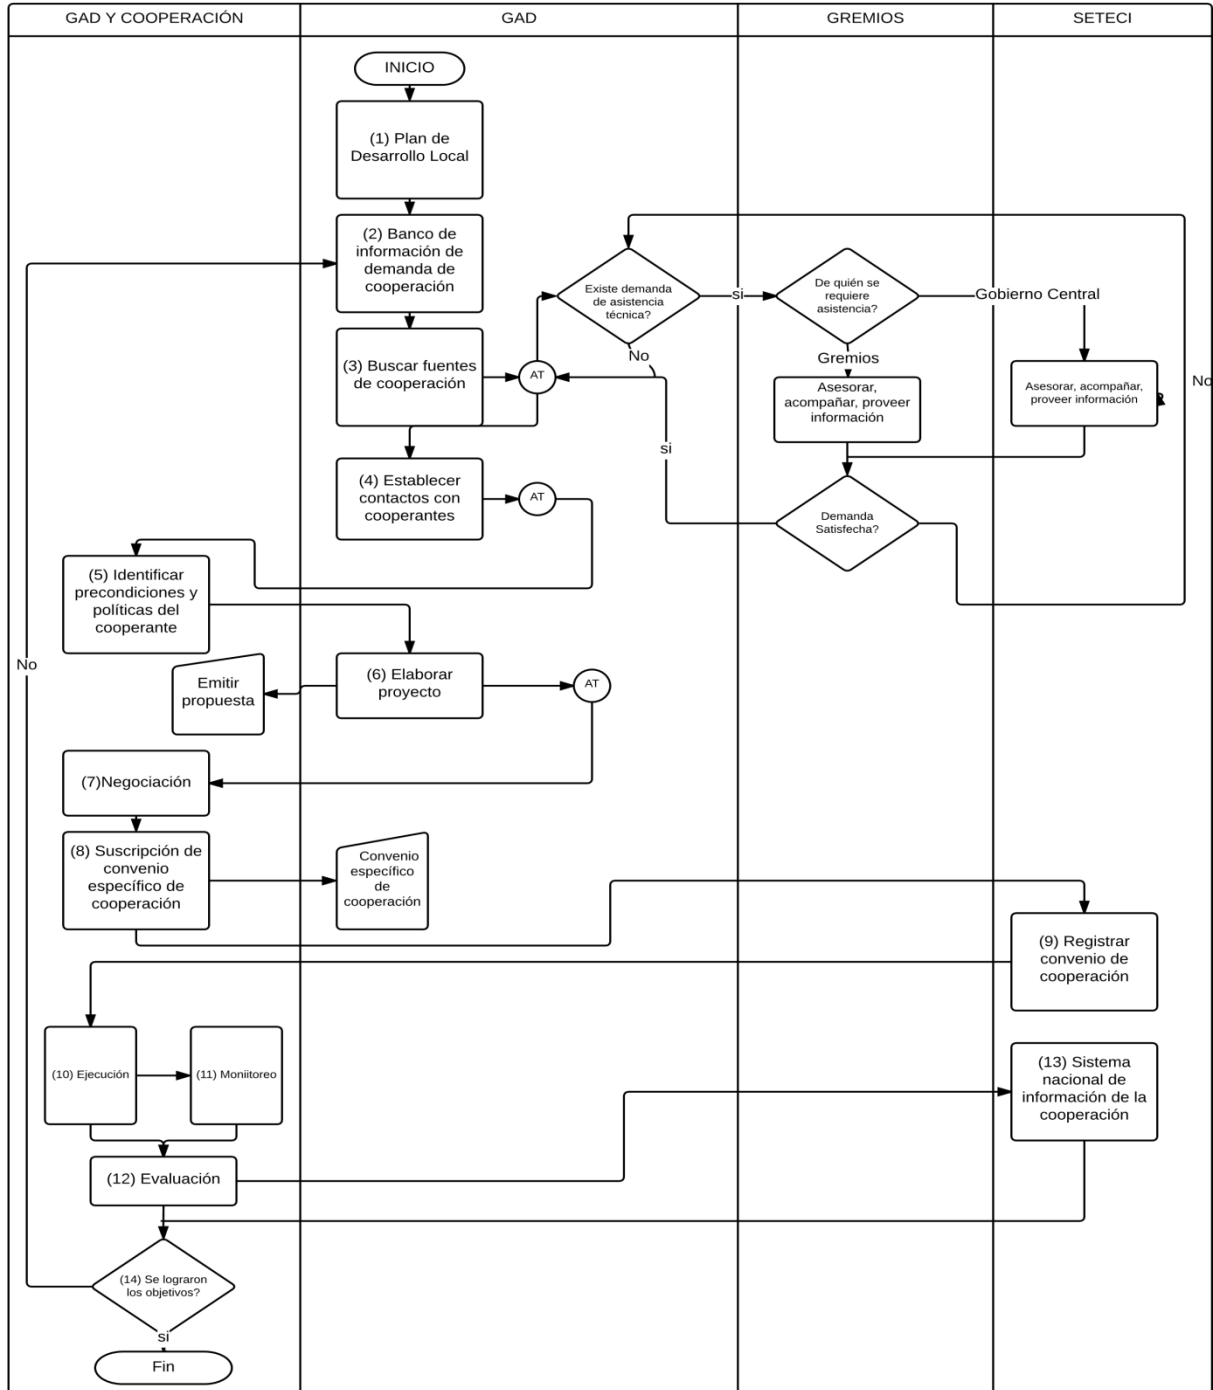 GAD Y COOPERACIÓN
GAD
GREMIOS
SETECI
INICIO
(1) Plan de
Desarrollo Local
(2) Banco de
información de
demanda de
cooperación
Existe demanda
de asistencia
técnica?
si
De quién se
requiere
asistencia?
Gobierno Central
(3) Buscar fuentes
de cooperación
AT
No
Gremios
Asesorar,
acompañar, proveer
información
Asesorar, acompañar,
proveer información
No
si
(4) Establecer
contactos con
cooperantes
AT
Demanda
Satisfecha?
(5) Identificar
precondiciones y
políticas del
cooperante
No
Emitir
propuesta
(6) Elaborar
proyecto
AT
(7)Negociación
(8) Suscripción de
convenio
específico de
cooperación
Convenio
específico
de
cooperación
(9) Registrar
convenio de
cooperación
(10) Ejecución
(11) Moniitoreo
(13) Sistema
nacional de
información de la
cooperación
(12) Evaluación
(14) Se lograron
los objetivos?
si
Fin